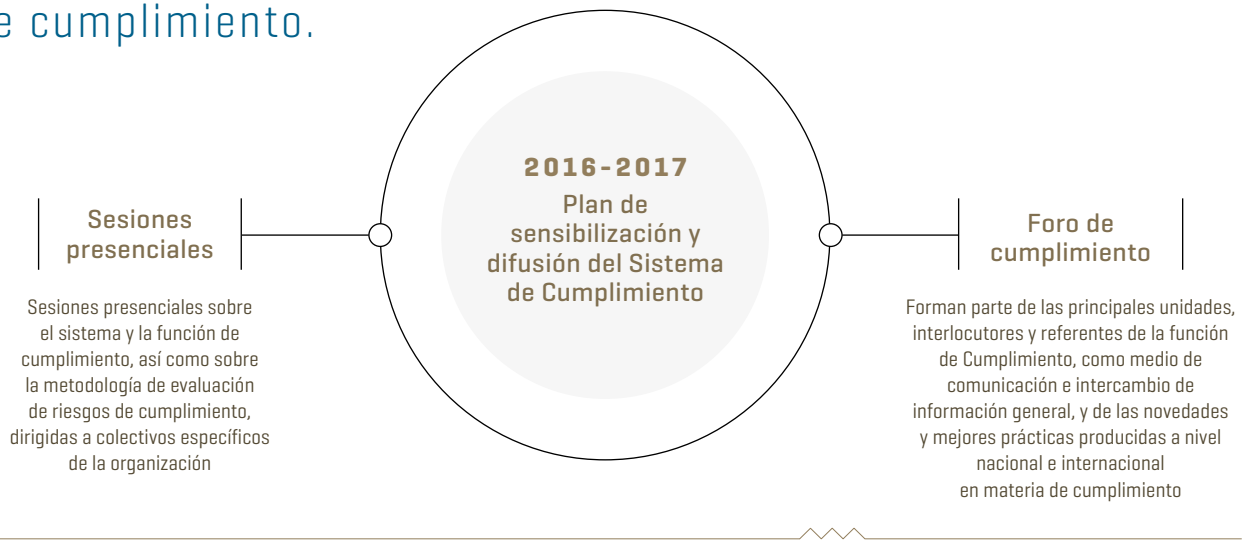 e cumplimiento.
2016-2017
Plan de
sensibilización y
difusión del Sistema
de Cumplimiento
Sesiones
presenciales
Sesiones presenciales sobre
el sistema y la función de
cumplimiento, así como sobre
la metodología de evaluación
de riesgos de cumplimiento,
dirigidas a colectivos específicos
de la organización
Foro de
cumplimiento
Forman parte de las principales unidades,
interlocutores y referentes de la función
de Cumplimiento, como medio de
comunicación e intercambio de
información general, y de las novedades
y mejores prácticas producidas a nivel
nacional e internacional
en materia de cumplimiento